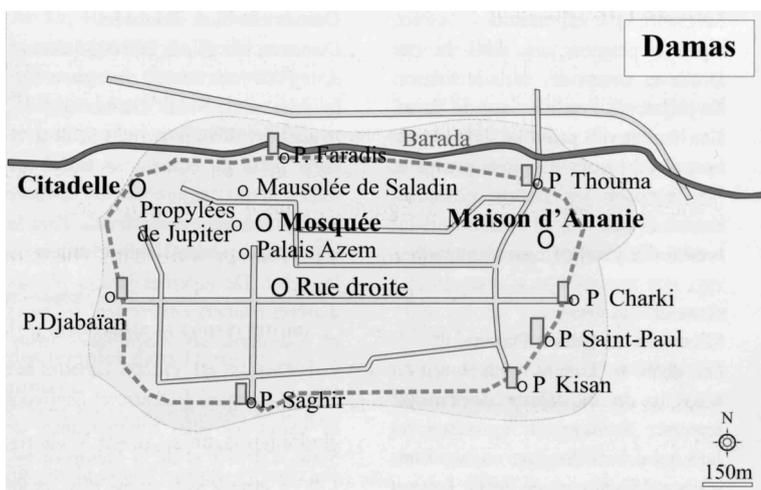 Damas
Barada
P. Faradis
Citadelle
Mausolée de Saladin
P Thouma
Propylées
de Jupiter
Mosquée
Maison d'Ananie
Palais Azem
Rue droite
P Charki
P.Djabaïan
P Saint-Paul
P Kisan
P. Saghir
N
150m